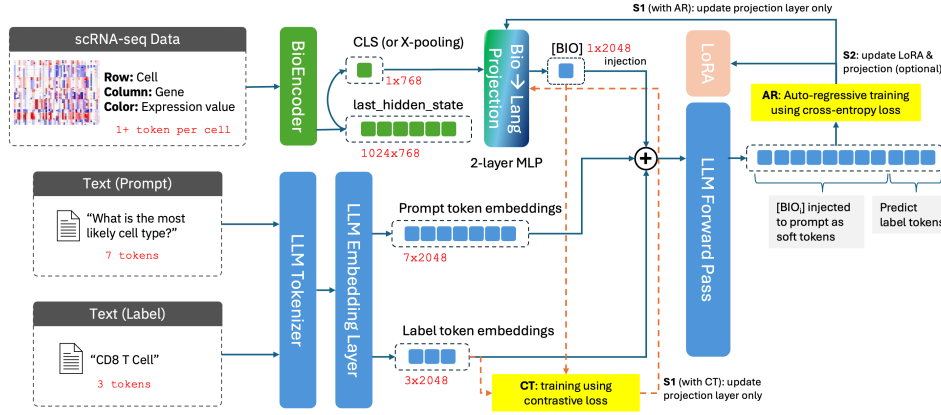 S1 (with AR): update projection layer only
scRNA-seq Data
Row: Cell
Column: Gene
Color: Expression value
1+ token per cell
BioEncoder
CLS (or X-pooling)
1x768
last_hidden_state
1024x768
Bio → Lang
Projection
2-layer MLP
[BIO] 1x2048
injection
LoRA
S2: update LoRA &
projection (optional)
AR: Auto-regressive training
using cross-entropy loss
Text (Prompt)
“What is the most
likely cell type?”
7 tokens
LLM Tokenizer
LLM Embedding Layer
Prompt token embeddings
7x2048
LLM Forward Pass
[BIOi] injected
to prompt as
soft tokens
Predict
label tokens
Text (Label)
“CD8 T Cell”
3 tokens
Label token embeddings
3x2048
CT: training using
contrastive loss
S1 (with CT): update
projection layer only